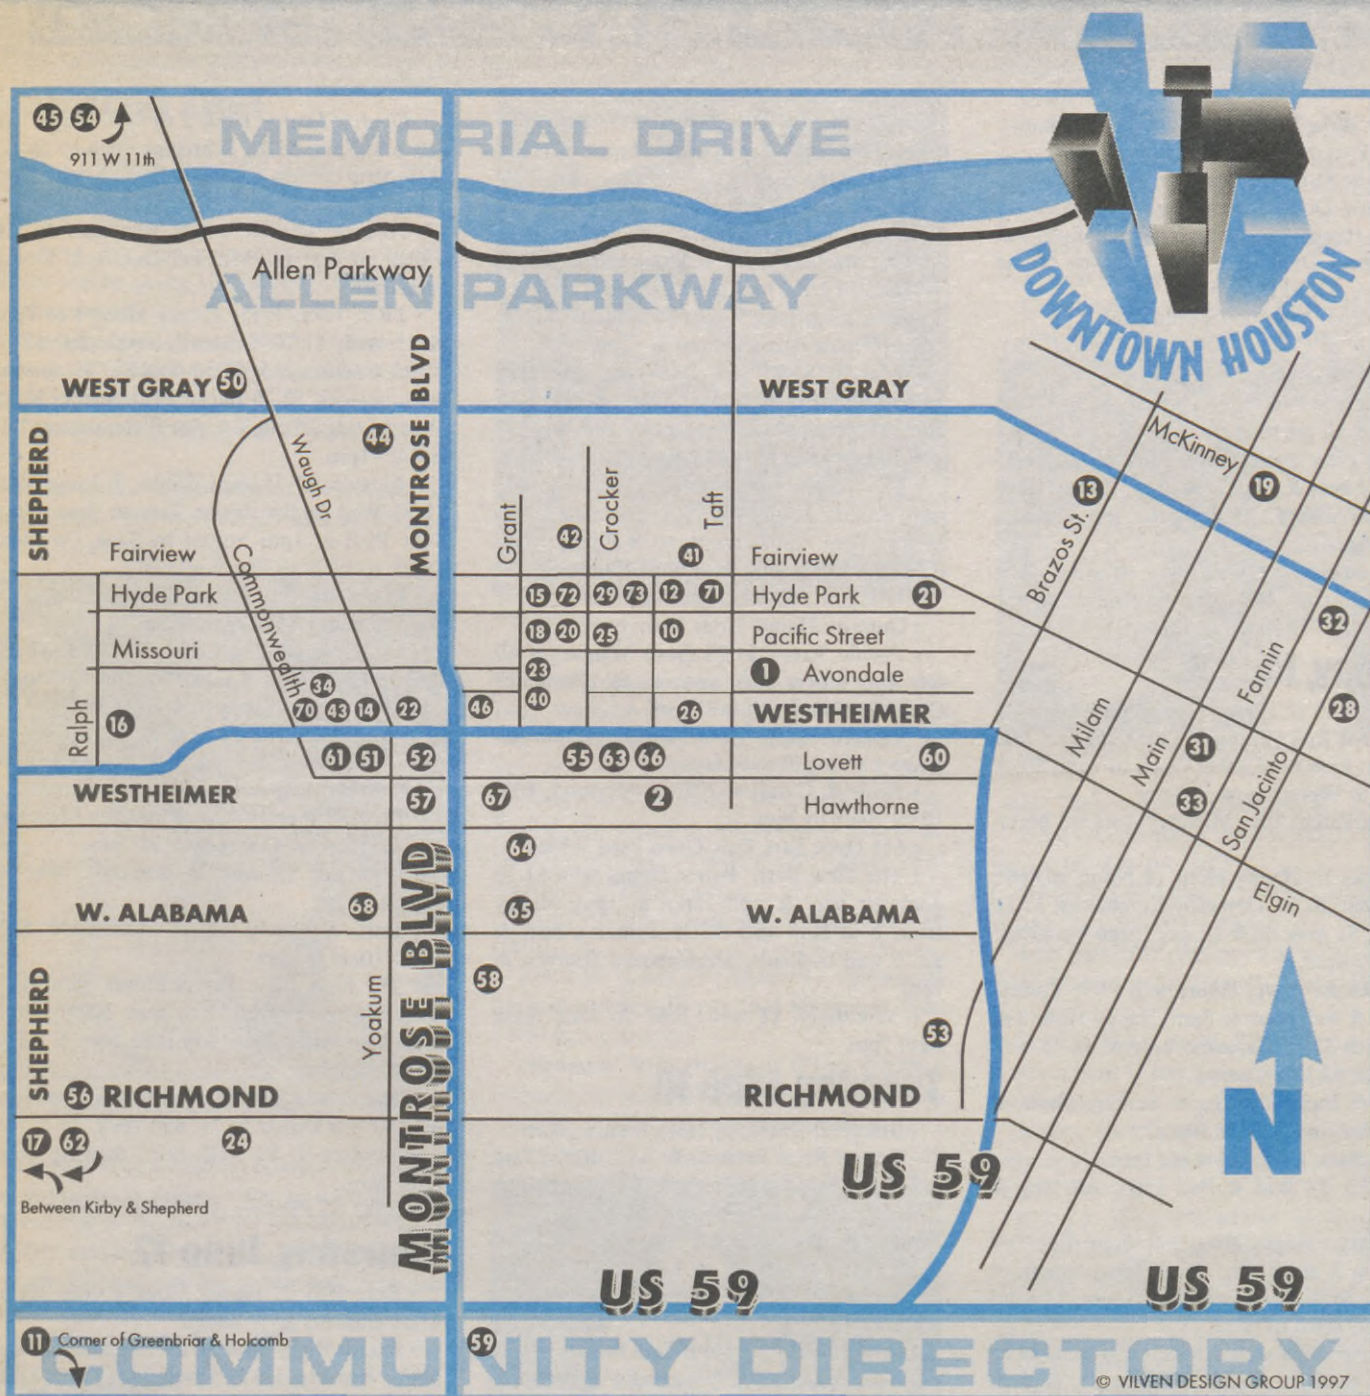 45 54
911 W 11th
MEMORIAL DRIVE
Allen Parkway
ALLEN PARKWAY
DOWNTOWN HOUSTON
MONTROSE BLVD
WEST GRAY 50
WEST GRAY
SHEPHERD
44
Waugh Dr
McKinney
19
13
Brazos St.
Grant
42
Crocker
Taft
41
Fairview
Fairview
Commonwealth
Hyde Park
15 72 29 73 12 71
Hyde Park
21
32
18 20 25 10
Pacific Street
Missouri
23
1 Avondale
Fannin
34
70 43 14 22
46 40 26
WESTHEIMER
28
Ralph
16
Milam
Main
31
61 51 52
55 63 66
Lovett
60
WESTHEIMER
57
67
2
Hawthorne
33
San Jacinto
64
MONTROSE BLVD
W. ALABAMA
68
65
W. ALABAMA
Elgin
58
SHEPHERD
Yoakum
53
56 RICHMOND
RICHMOND
N
17 62
24
US 59
Between Kirby & Shepherd
US 59
US 59
11 Corner of Greenbriar & Holcomb
59
COMMUNITY DIRECTORY
© VILVEN DESIGN GROUP 1997